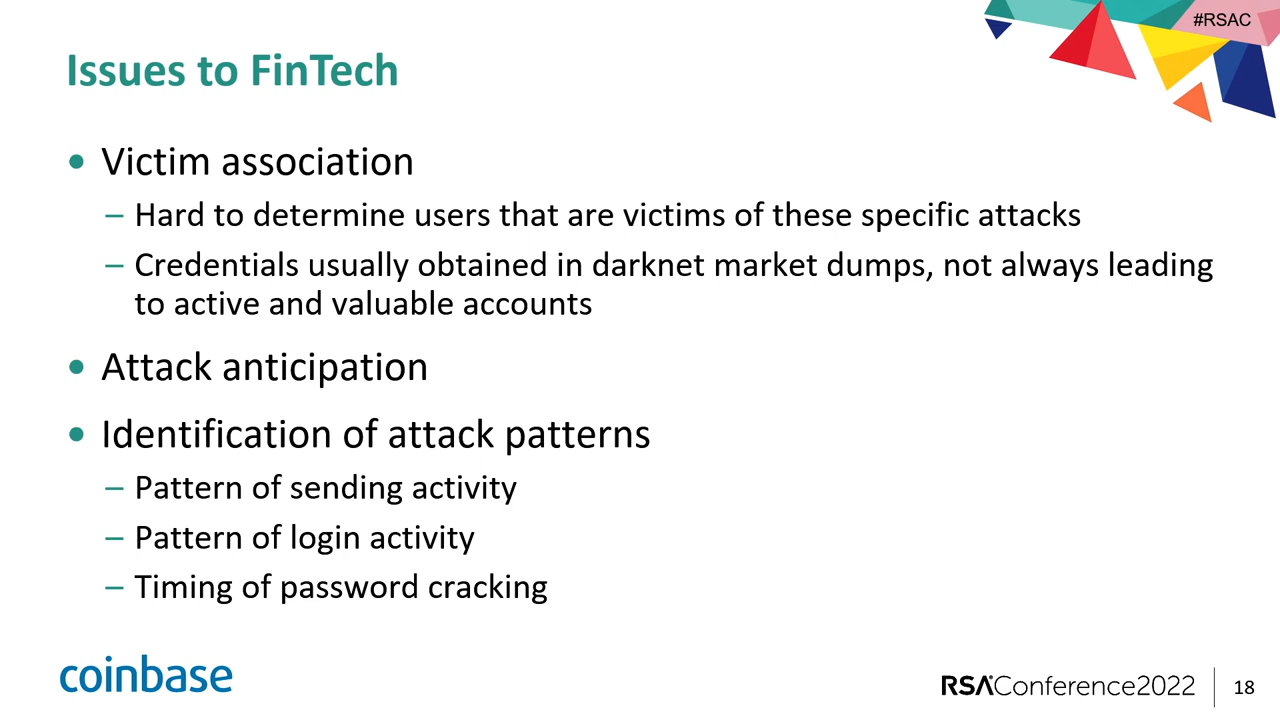 #RSAC
Issues to FinTech
• Victim association
– Hard to determine users that are victims of these specific attacks
– Credentials usually obtained in darknet market dumps, not always leading
to active and valuable accounts
• Attack anticipation
• Identification of attack patterns
– Pattern of sending activity
– Pattern of login activity
– Timing of password cracking
coinbase
RSAConference2022
18